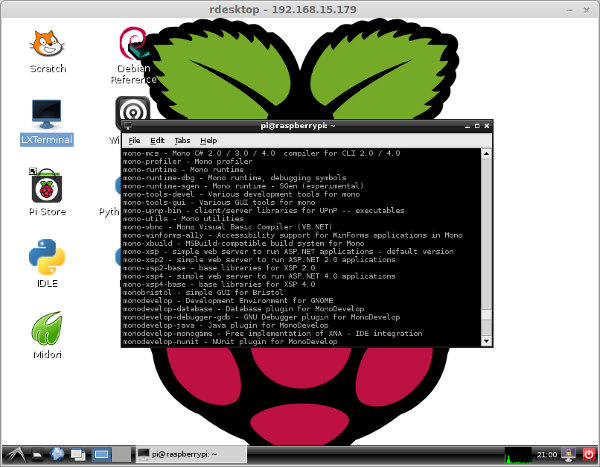 rdesktop - 192.168.15.179
Scratch
Debian
Reference
LXTerminal
Pi Store
IDLE
Midori
pi@raspberrypi: ~
File Edit Tabs Help
mono-mcs - Mono C# 2.0 / 3.0 / 4.0  compiler for CLI 2.0 / 4.0
mono-profiler - Mono profiler
mono-runtime - Mono runtime
mono-runtime-dbg - Mono runtime, debugging symbols
mono-runtime-sgen - Mono runtime - SGen (experimental)
mono-tools-devel - Various development tools for mono
mono-tools-gui - Various GUI tools for mono
mono-upnp-bin - client/server libraries for UPnP -- executables
mono-utils - Mono utilities
mono-vbnc - Mono Visual Basic Compiler (VB.NET)
mono-winforms-a11y - Accessibility support for WinForms applications in Mono
mono-xbuild - MSBuild-compatible build system for Mono
mono-xsp - simple web server to run ASP.NET applications - default version
mono-xsp2 - simple web server to run ASP.NET 2.0 applications
mono-xsp2-base - base libraries for XSP 2.0
mono-xsp4 - simple web server to run ASP.NET 4.0 applications
mono-xsp4-base - base libraries for XSP 4.0
monobristol - simple GUI for Bristol
monodevelop - Development Environment for GNOME
monodevelop-database - Database plugin for MonoDevelop
monodevelop-debugger-gdb - GNU Debugger plugin for MonoDevelop
monodevelop-java - Java plugin for MonoDevelop
monodevelop-monogame - Free implementation of XNA - IDE integration
monodevelop-nunit - NUnit plugin for MonoDevelop
pi@raspberrypi: ~
21:00